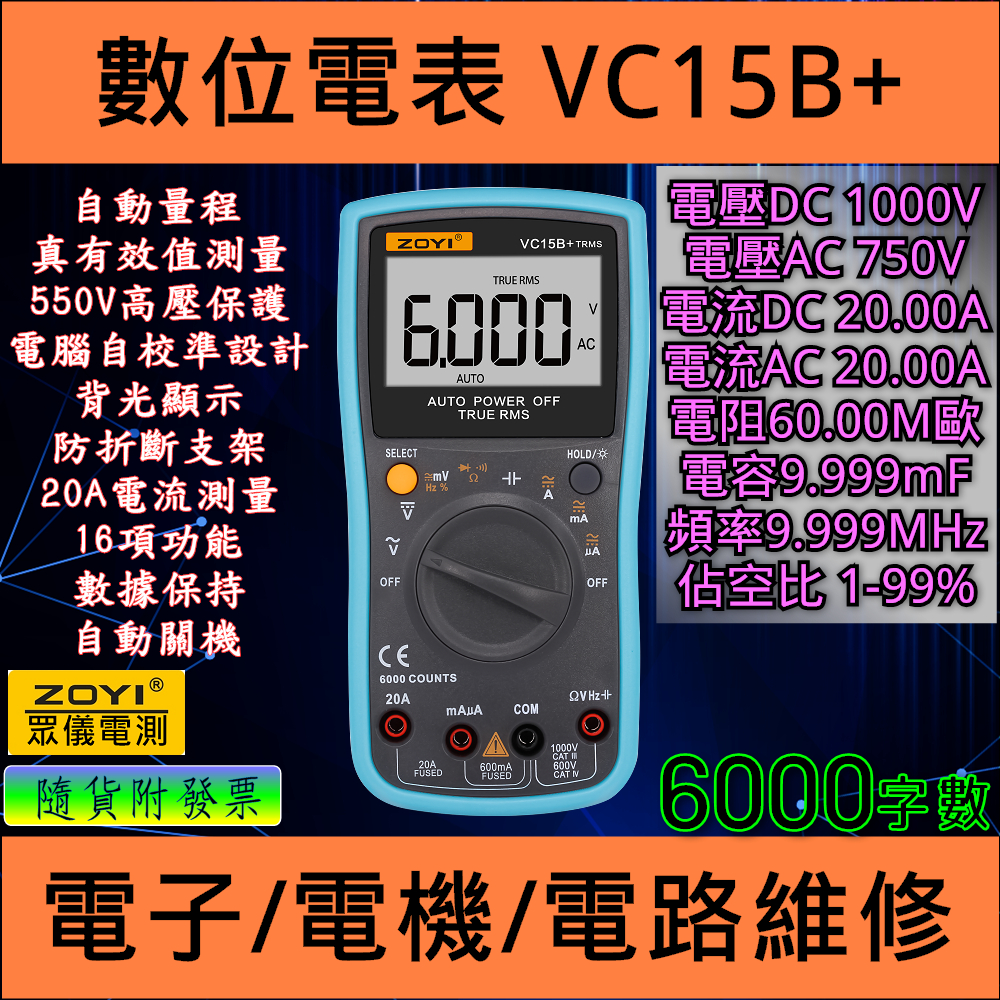 數位電表 VC15B+
自動量程
真有效值測量
550V高壓保護
電腦自校準設計
背光顯示
防折斷支架
20A電流測量
16項功能
數據保持
自動關機
ZOYI®
眾儀電測
隨貨附發票
ZOYI®
VC15B+TRMS
TRUE RMS
6.000
V
AC
AUTO
AUTO POWER OFF
TRUE RMS
SELECT
HOLD/
mV
Hz %
Ω
A
V
mA
V
μA
OFF
OFF
CE
6000 COUNTS
20A
mAμA
COM
ΩVHz
20A
FUSED
600mA
FUSED
1000V
CAT III
600V
CAT IV
電壓DC 1000V
電壓AC 750V
電流DC 20.00A
電流AC 20.00A
電阻60.00M歐
電容9.999mF
頻率9.999MHz
佔空比 1-99%
6000字數
電子/電機/電路維修